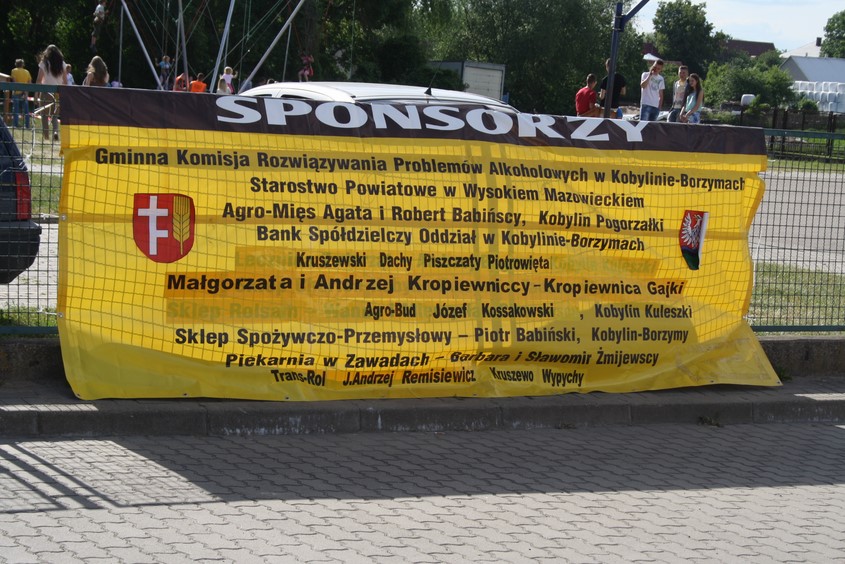 SPONSORZY
Gminna Komisja Rozwiązywania Problemów Alkoholowych w Kobylinie-Borzymach
Starostwo Powiatowe w Wysokiem Mazowieckiem
Agro-Mięs Agata i Robert Babińscy, Kobylin Pogorzałki
Bank Spółdzielczy Oddział w Kobylinie-Borzymach
Kruszewski Dachy Piszczaty Piotrowięta
Małgorzata i Andrzej Kropiewniccy-Kropiewnica Gajki
Agro-Bud Józef Kossakowski , Kobylin Kuleszki
Sklep Spożywczo-Przemysłowy – Piotr Babiński, Kobylin-Borzymy
Piekarnia w Zawadach – Barbara i Sławomir Żmijewscy
Trans-Rol J.Andrzej Remisiewicz Kruszewo Wypychy